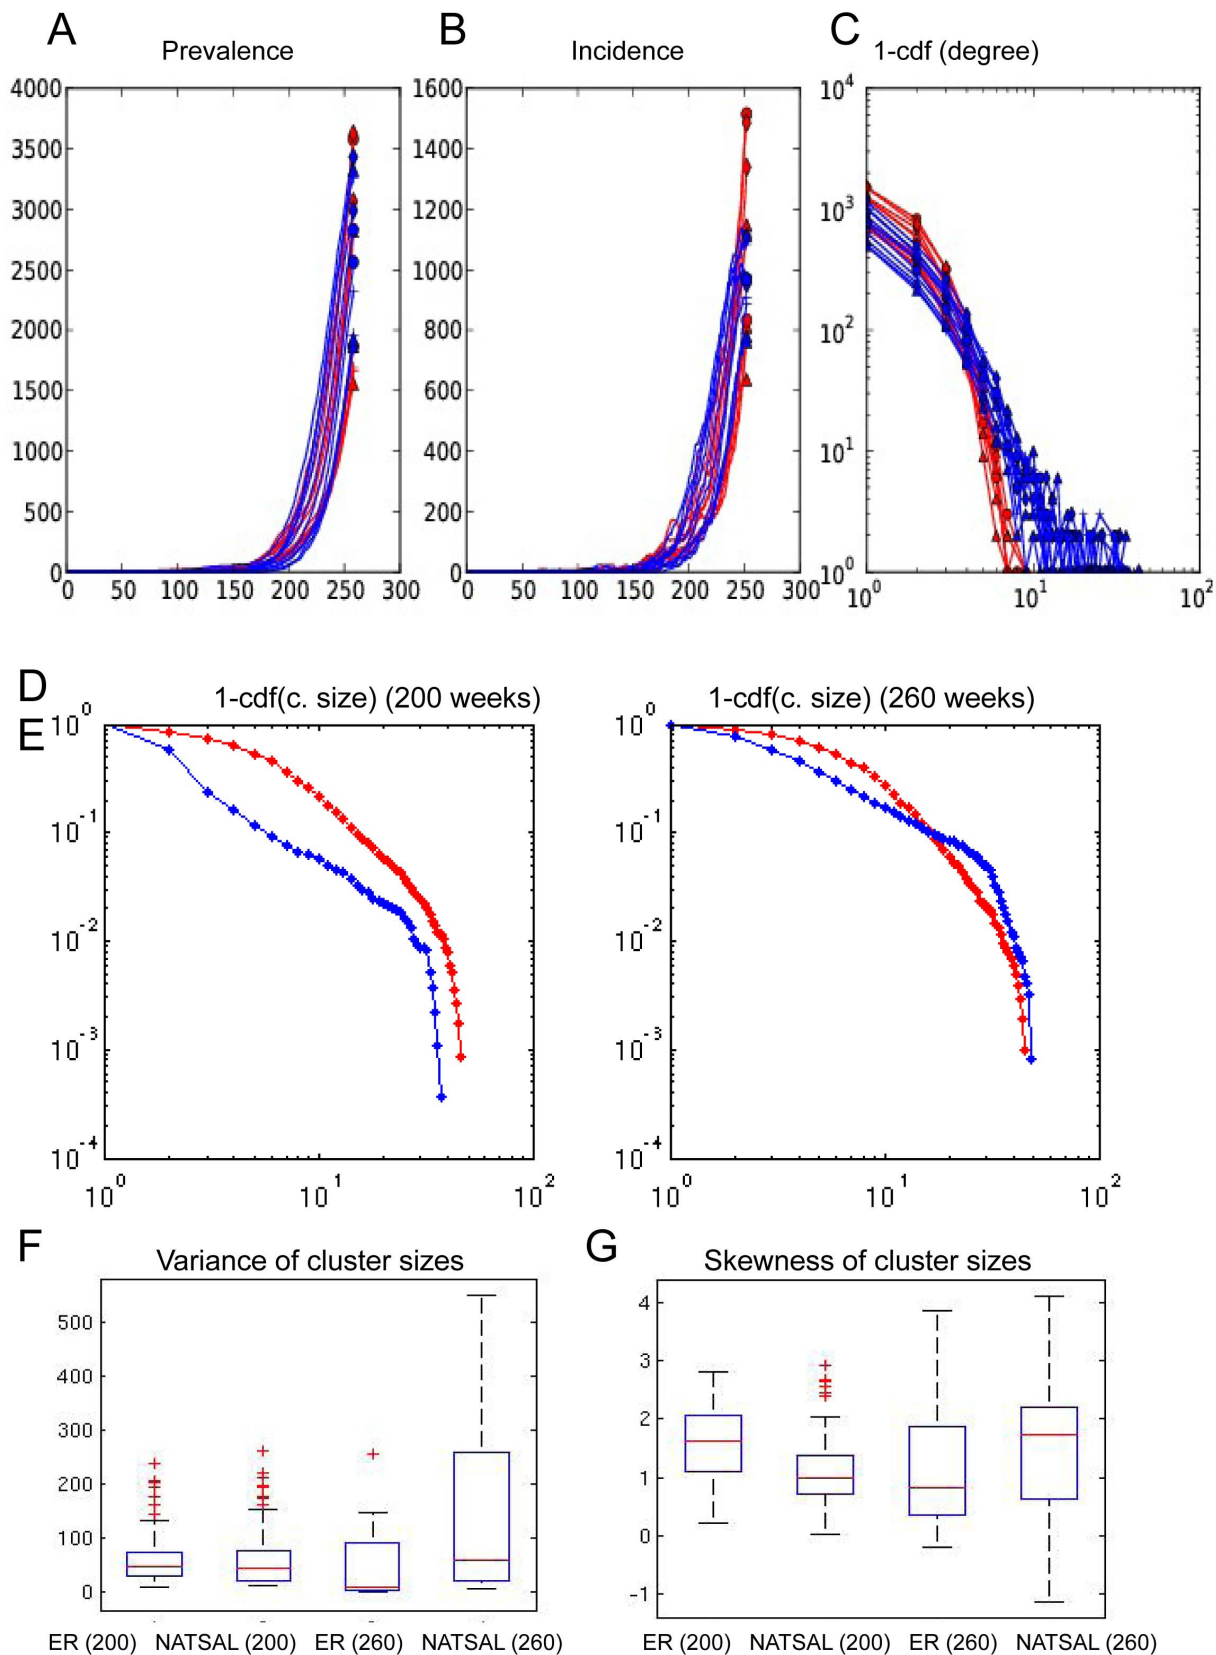 A
Prevalence
B
Incidence
C
1-cdf (degree)
4000
3500
3000
2500
2000
1500
1000
500
0
0 50 100 150 200 250 300
1600
1400
1200
1000
800
600
400
200
0
0 50 100 150 200 250 300
10^4
10^3
10^2
10^1
10^0
10^0 10^1 10^2
D
1-cdf(c. size) (200 weeks)
1-cdf(c. size) (260 weeks)
E
10^0
10^-1
10^-2
10^-3
10^-4
10^0 10^1 10^2
10^0
10^-1
10^-2
10^-3
10^-4
10^0 10^1 10^2
F
Variance of cluster sizes
G
Skewness of cluster sizes
500
400
300
200
100
0
ER (200) NATSAL (200) ER (260) NATSAL (260)
4
3
2
1
0
-1
ER (200) NATSAL (200) ER (260) NATSAL (260)